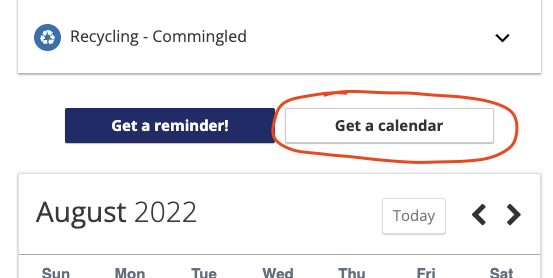 Recycling - Commingled
Get a reminder! Get a calendar
August 2022 Today
Sun Mon Tue Wed Thu Fri Sat